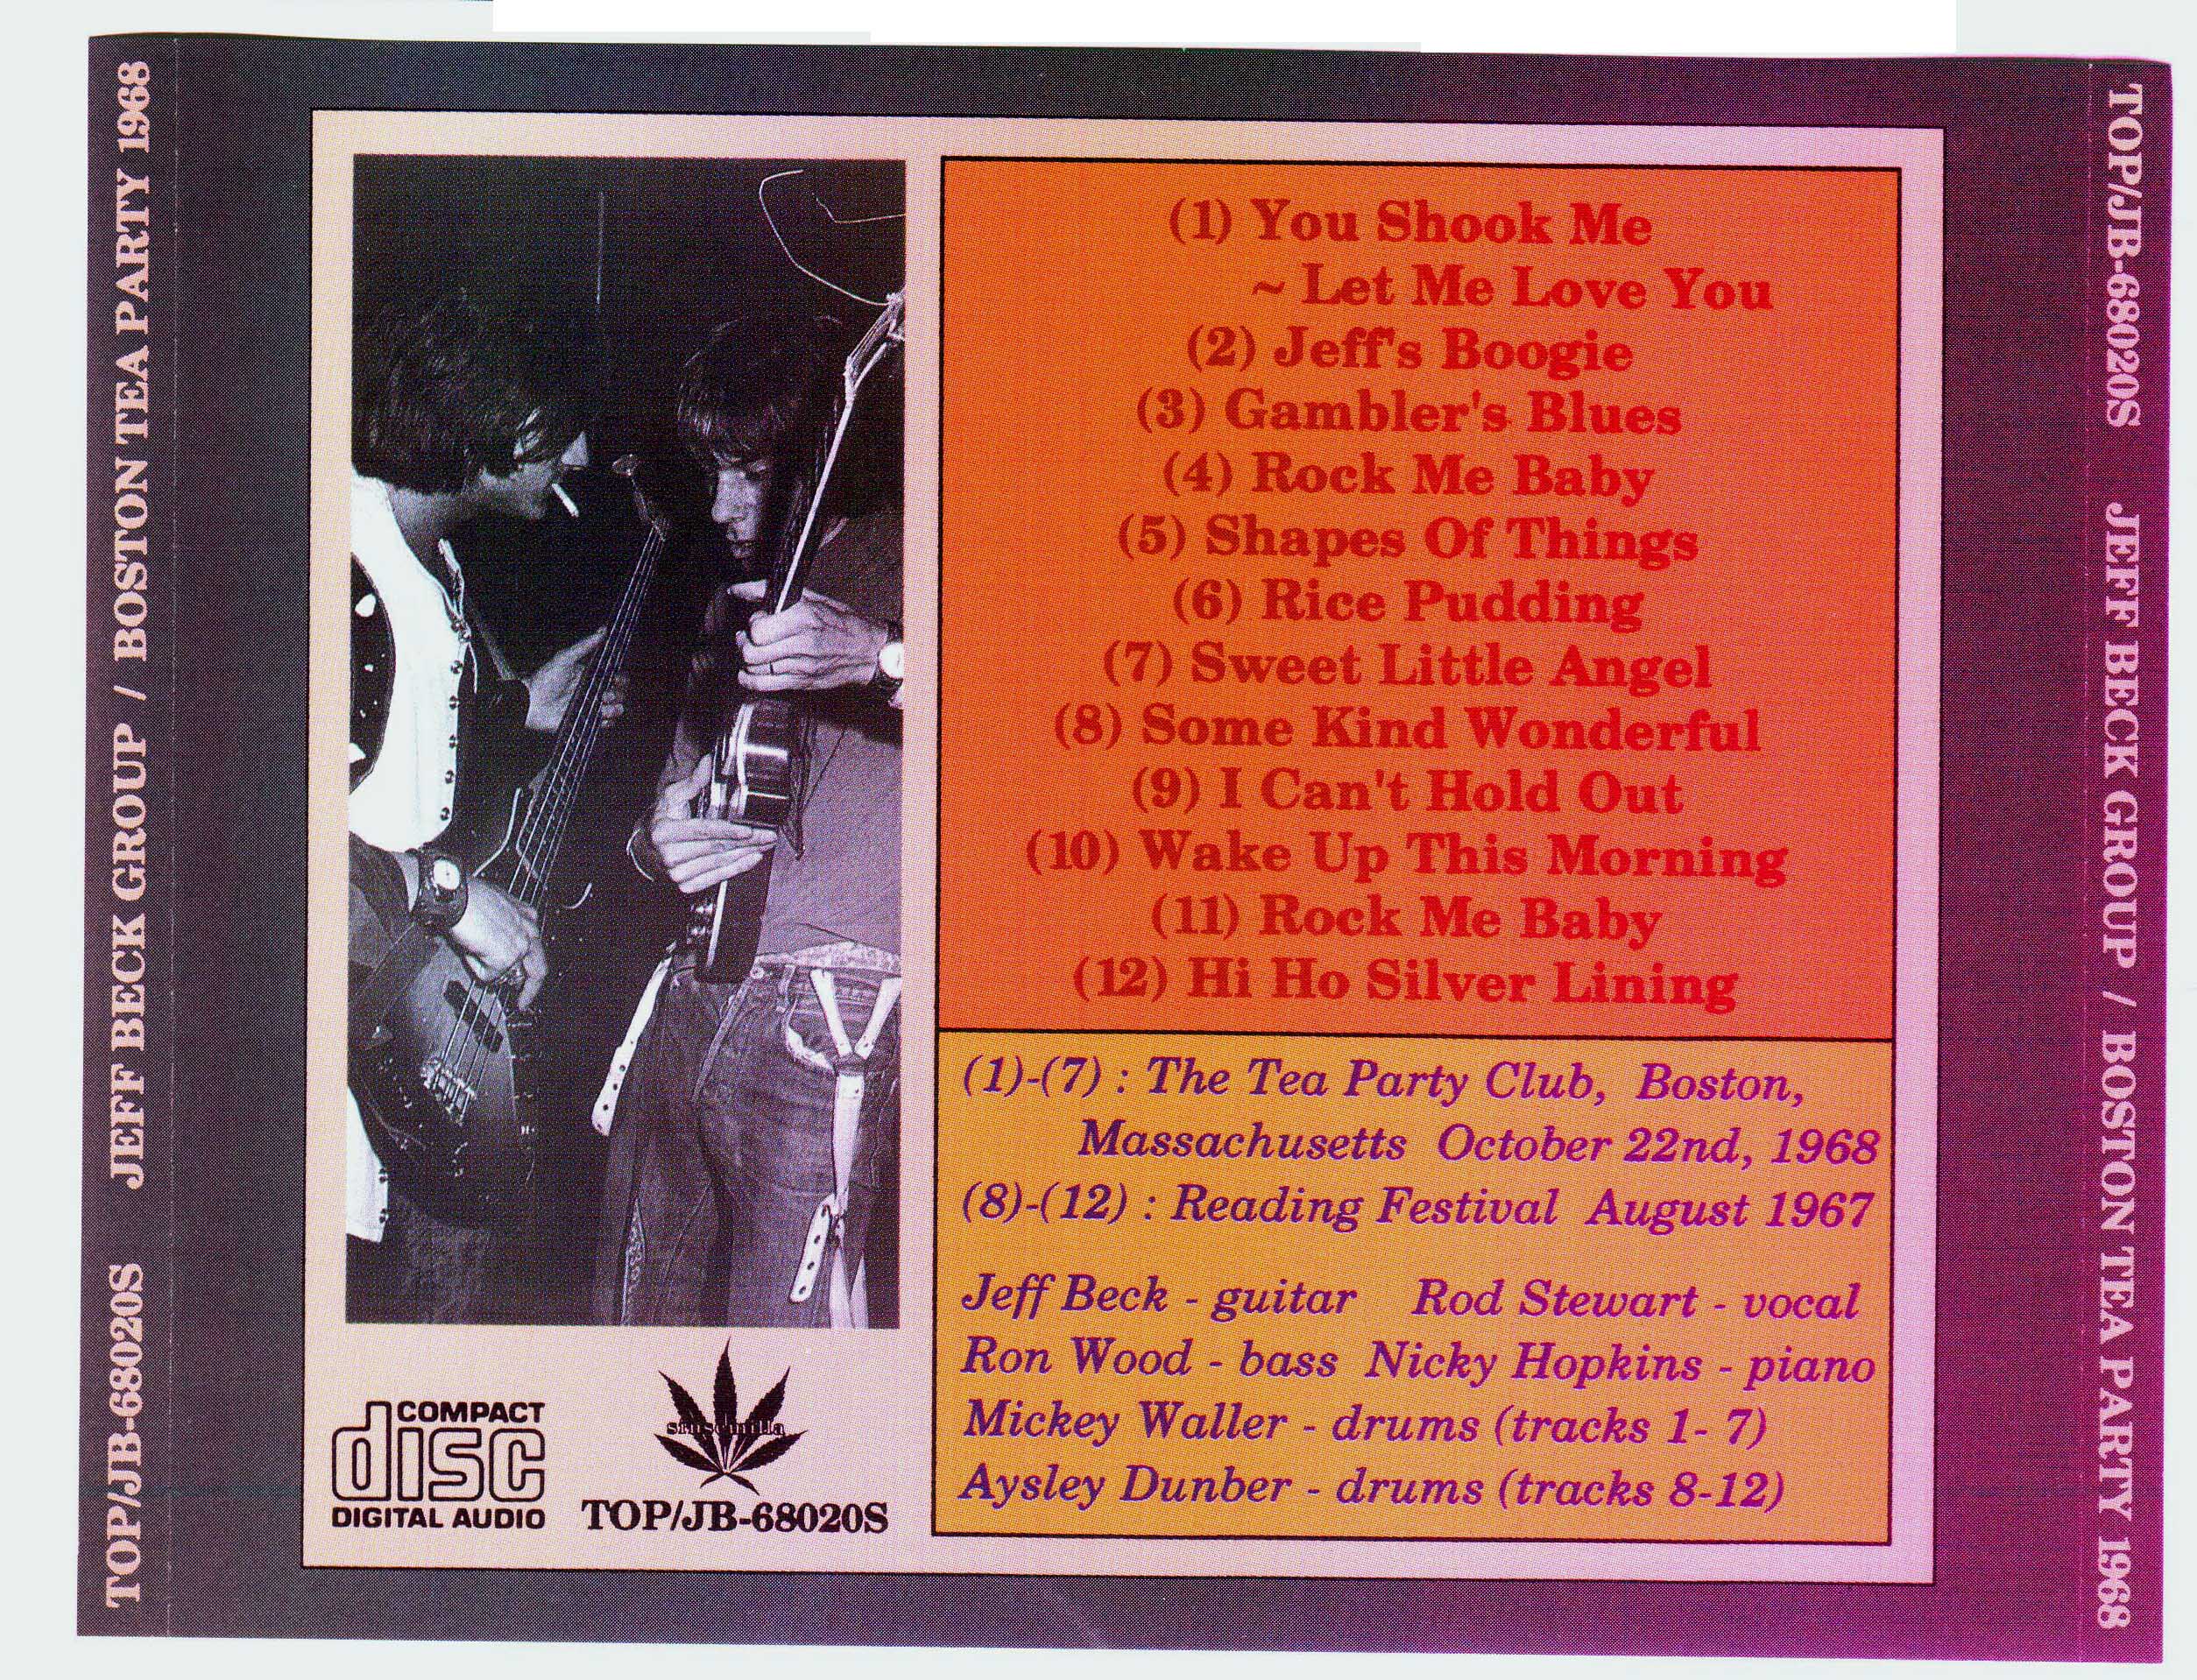 TOP/JB-68020S JEFF BECK GROUP / BOSTON TEA PARTY 1968
(1) You Shook Me
~ Let Me Love You
(2) Jeff's Boogie
(3) Gambler's Blues
(4) Rock Me Baby
(5) Shapes Of Things
(6) Rice Pudding
(7) Sweet Little Angel
(8) Some Kind Wonderful
(9) I Can't Hold Out
(10) Wake Up This Morning
(11) Rock Me Baby
(12) Hi Ho Silver Lining
(1)-(7) : The Tea Party Club, Boston,
Massachusetts October 22nd, 1968
(8)-(12) : Reading Festival August 1967
Jeff Beck - guitar Rod Stewart - vocal
Ron Wood - bass Nicky Hopkins - piano
Mickey Waller - drums (tracks 1- 7)
Aysley Dunber - drums (tracks 8-12)
COMPACT
disc
DIGITAL AUDIO
sinsemilla
TOP/JB-68020S
TOP/JB-68020S JEFF BECK GROUP / BOSTON TEA PARTY 1968